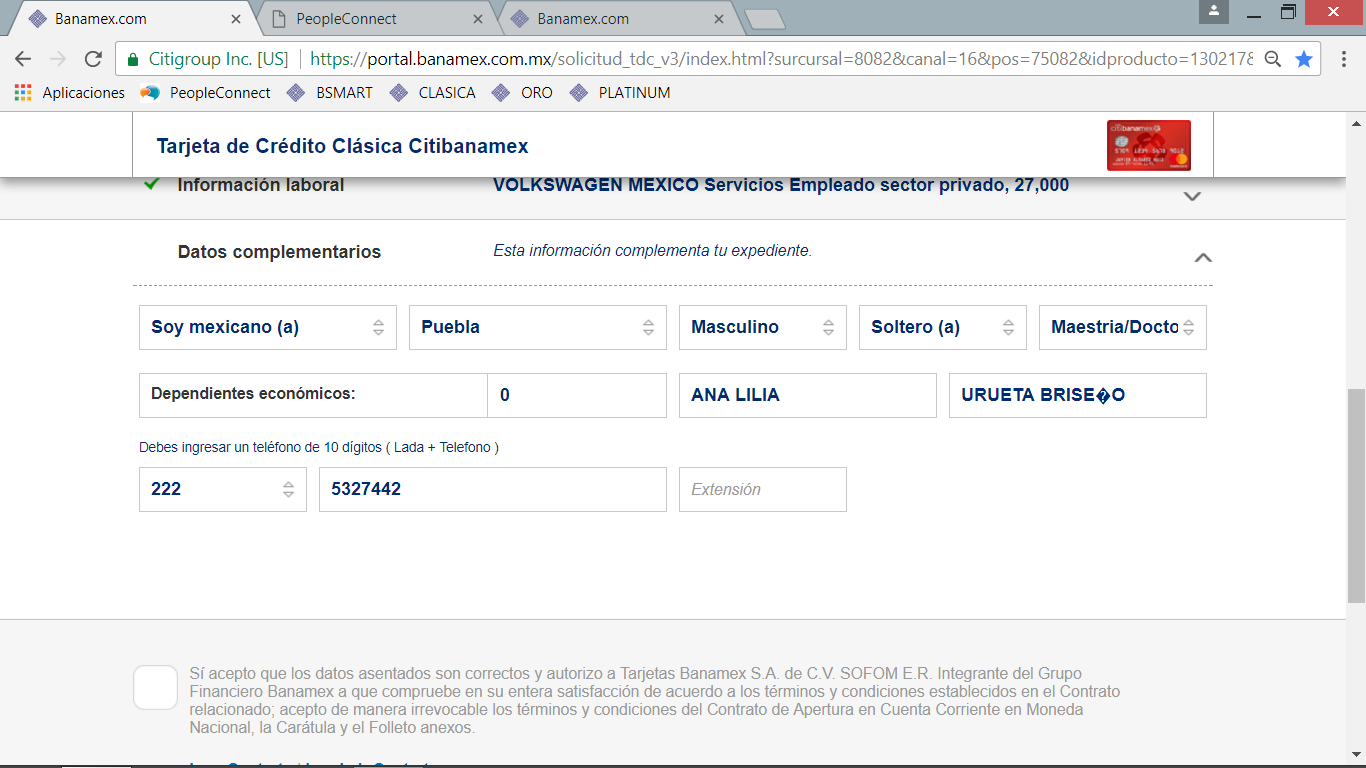 Banamex.com PeopleConnect Banamex.com
Citigroup Inc. [US] https://portal.banamex.com.mx/solicitud_tdc_v3/index.html?surcursal=8082&canal=16&pos=75082&idproducto=130217&
Aplicaciones PeopleConnect BSMART CLASICA ORO PLATINUM
Tarjeta de Crédito Clásica Citibanamex
citibanamex
Información laboral VOLKSWAGEN MEXICO Servicios Empleado sector privado, 27,000
Datos complementarios Esta información complementa tu expediente.
Soy mexicano (a) Puebla Masculino Soltero (a) Maestria/Docto
Dependientes económicos: 0 ANA LILIA URUETA BRISE�O
Debes ingresar un teléfono de 10 dígitos ( Lada + Telefono )
222 5327442 Extensión
Sí acepto que los datos asentados son correctos y autorizo a Tarjetas Banamex S.A. de C.V. SOFOM E.R. Integrante del Grupo
Financiero Banamex a que compruebe en su entera satisfacción de acuerdo a los términos y condiciones establecidos en el Contrato
relacionado; acepto de manera irrevocable los términos y condiciones del Contrato de Apertura en Cuenta Corriente en Moneda
Nacional, la Carátula y el Folleto anexos.